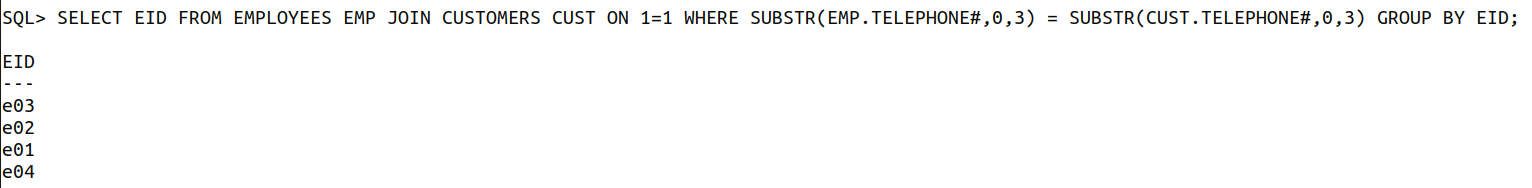 SQL> SELECT EID FROM EMPLOYEES EMP JOIN CUSTOMERS CUST ON 1=1 WHERE SUBSTR(EMP.TELEPHONE#,0,3) = SUBSTR(CUST.TELEPHONE#,0,3) GROUP BY EID;
EID
---
e03
e02
e01
e04